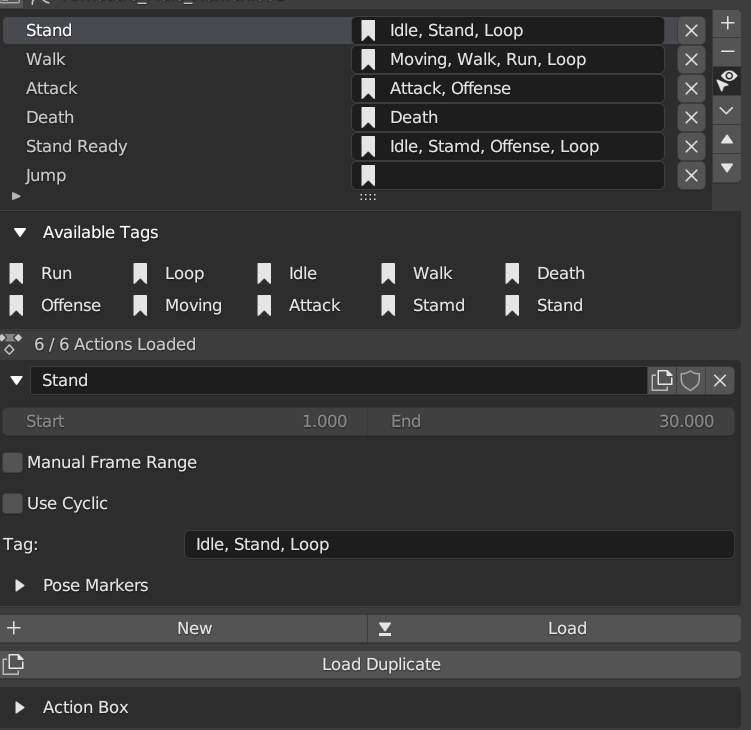 Stand Idle, Stand, Loop
Walk Moving, Walk, Run, Loop
Attack Attack, Offense
Death Death
Stand Ready Idle, Stamd, Offense, Loop
Jump
Available Tags
Run Loop Idle Walk Death
Offense Moving Attack Stamd Stand
6 / 6 Actions Loaded
Stand
Start 1.000 End 30.000
Manual Frame Range
Use Cyclic
Tag: Idle, Stand, Loop
Pose Markers
New Load
Load Duplicate
Action Box